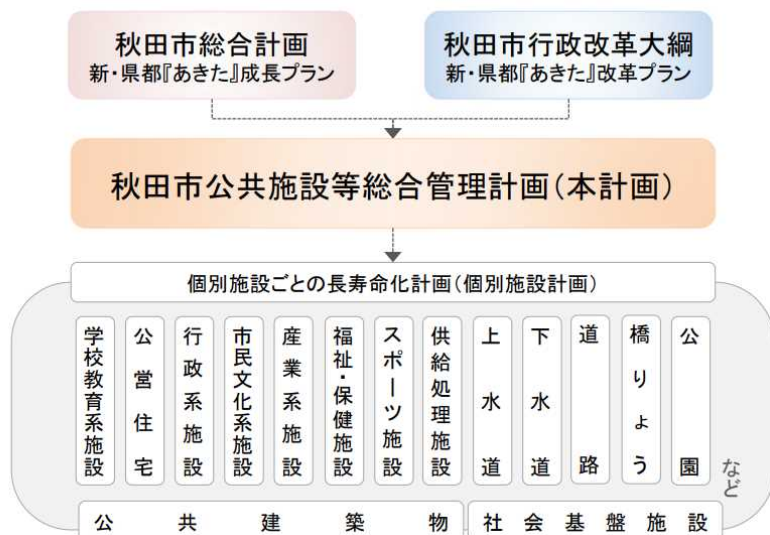 秋田市総合計画
新・県都『あきた』成長プラン
秋田市行政改革大綱
新・県都『あきた』改革プラン
秋田市公共施設等総合管理計画(本計画)
個別施設ごとの長寿命化計画(個別施設計画)
学校教育系施設
公営住宅
行政系施設
市民文化系施設
産業系施設
福祉・保健施設
スポーツ施設
供給処理施設
上水道
下水道
道路
橋りょう
公園
など
公共建築物
社会基盤施設